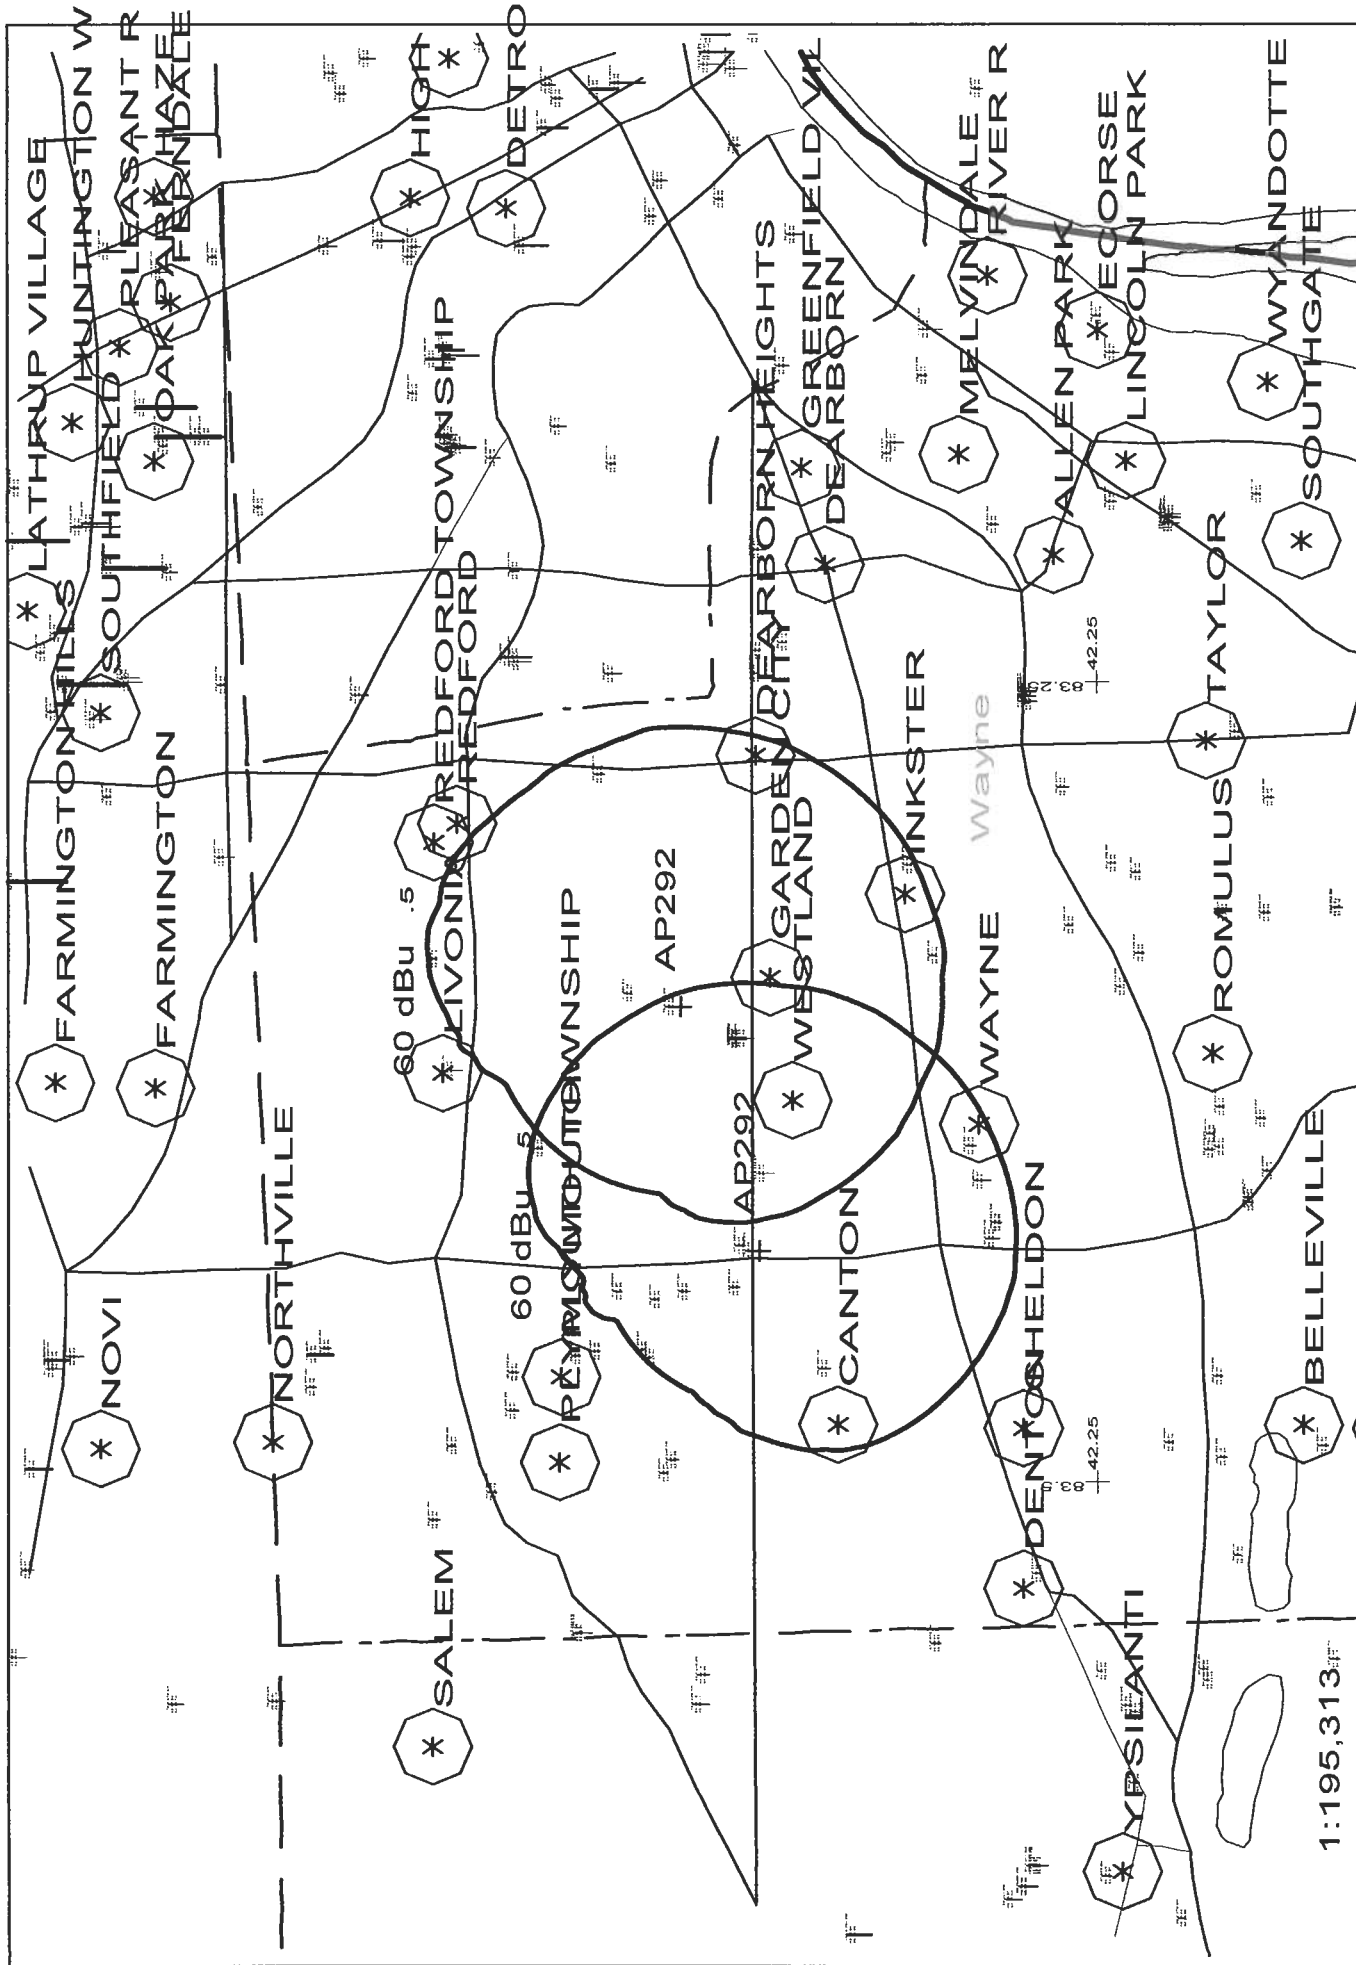 LATHRUP VILLAGE
HUNTINGTON W
PLEASANT R
HAZE
FERNDALE
OAK PARK
SOUTHFIELD
FARMINGTON HILLS
FARMINGTON
NOVI
NORTHVILLE
SALEM
HIGH
DETRO
REDFORD TOWNSHIP
REDFORD
LIVONIA
60 dBu .5
60 dBu .5
PLYMOUTH TOWNSHIP
PLYMOUTH
AP292
AP292
DEARBORN HEIGHTS
GREENFIELD VIL
DEARBORN
GARDEN CITY
WESTLAND
CANTON
INKSTER
WAYNE
Wayne
MELVINDALE
RIVER R
ALLEN PARK
ECORSE
LINCOLN PARK
WYANDOTTE
SOUTHGATE
TAYLOR
ROMULUS
BELLEVILLE
SHELDON
DENTON
YPSILANTI
83.25
42.25
83.5
42.25
1:195,313